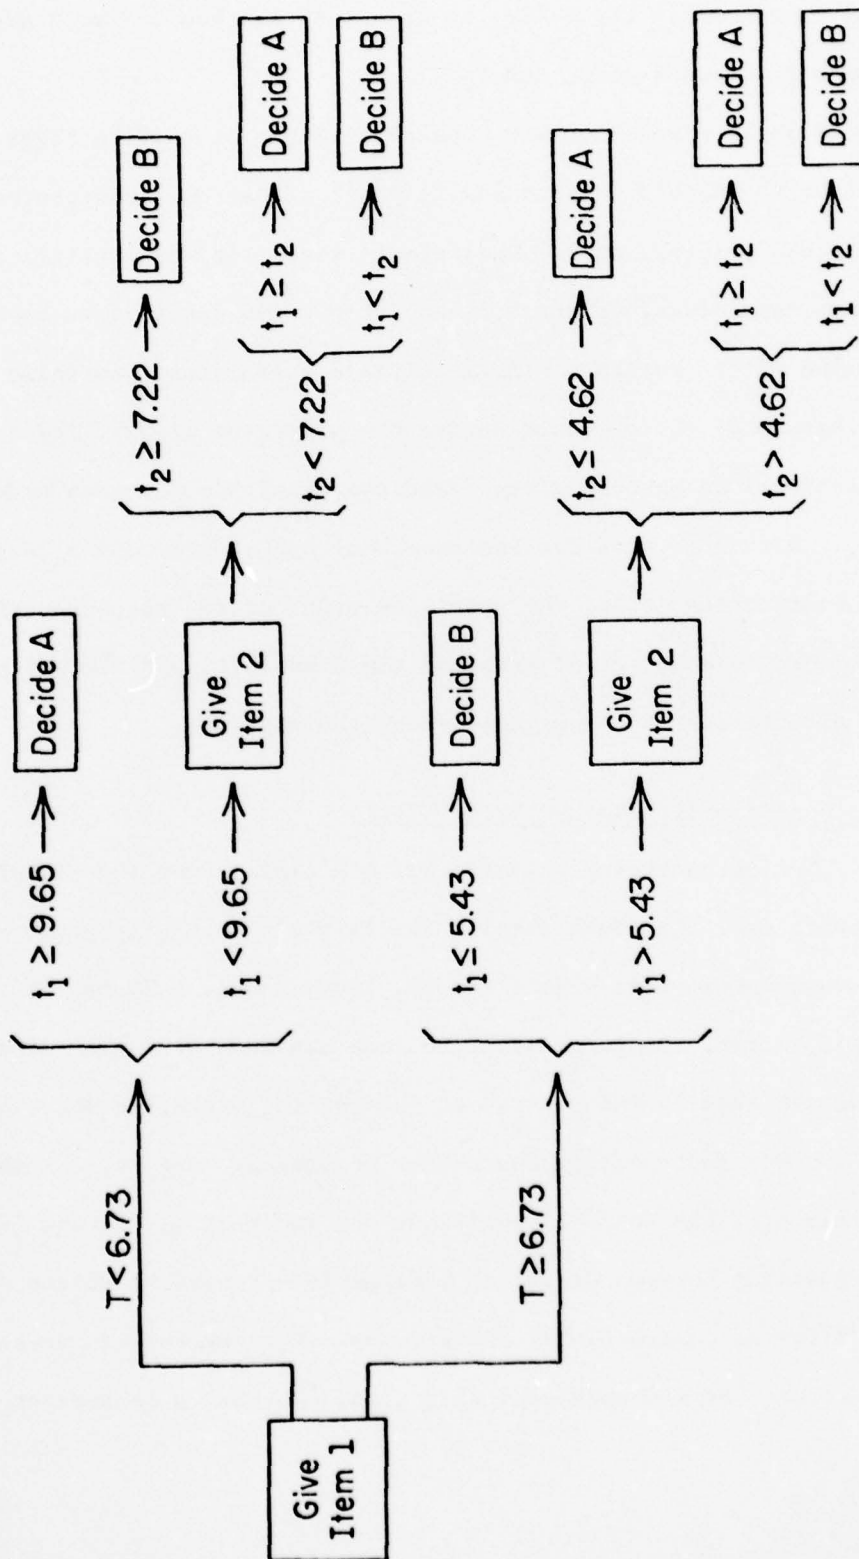 Give
Item 1
T < 6.73
t₁ ≥ 9.65
Decide A
t₁ < 9.65
Give
Item 2
t₂ ≥ 7.22
Decide B
t₂ < 7.22
t₁ ≥ t₂
Decide A
t₁ < t₂
Decide B
T ≥ 6.73
t₁ ≤ 5.43
Decide B
t₁ > 5.43
Give
Item 2
t₂ ≤ 4.62
Decide A
t₂ > 4.62
t₁ ≥ t₂
Decide A
t₁ < t₂
Decide B